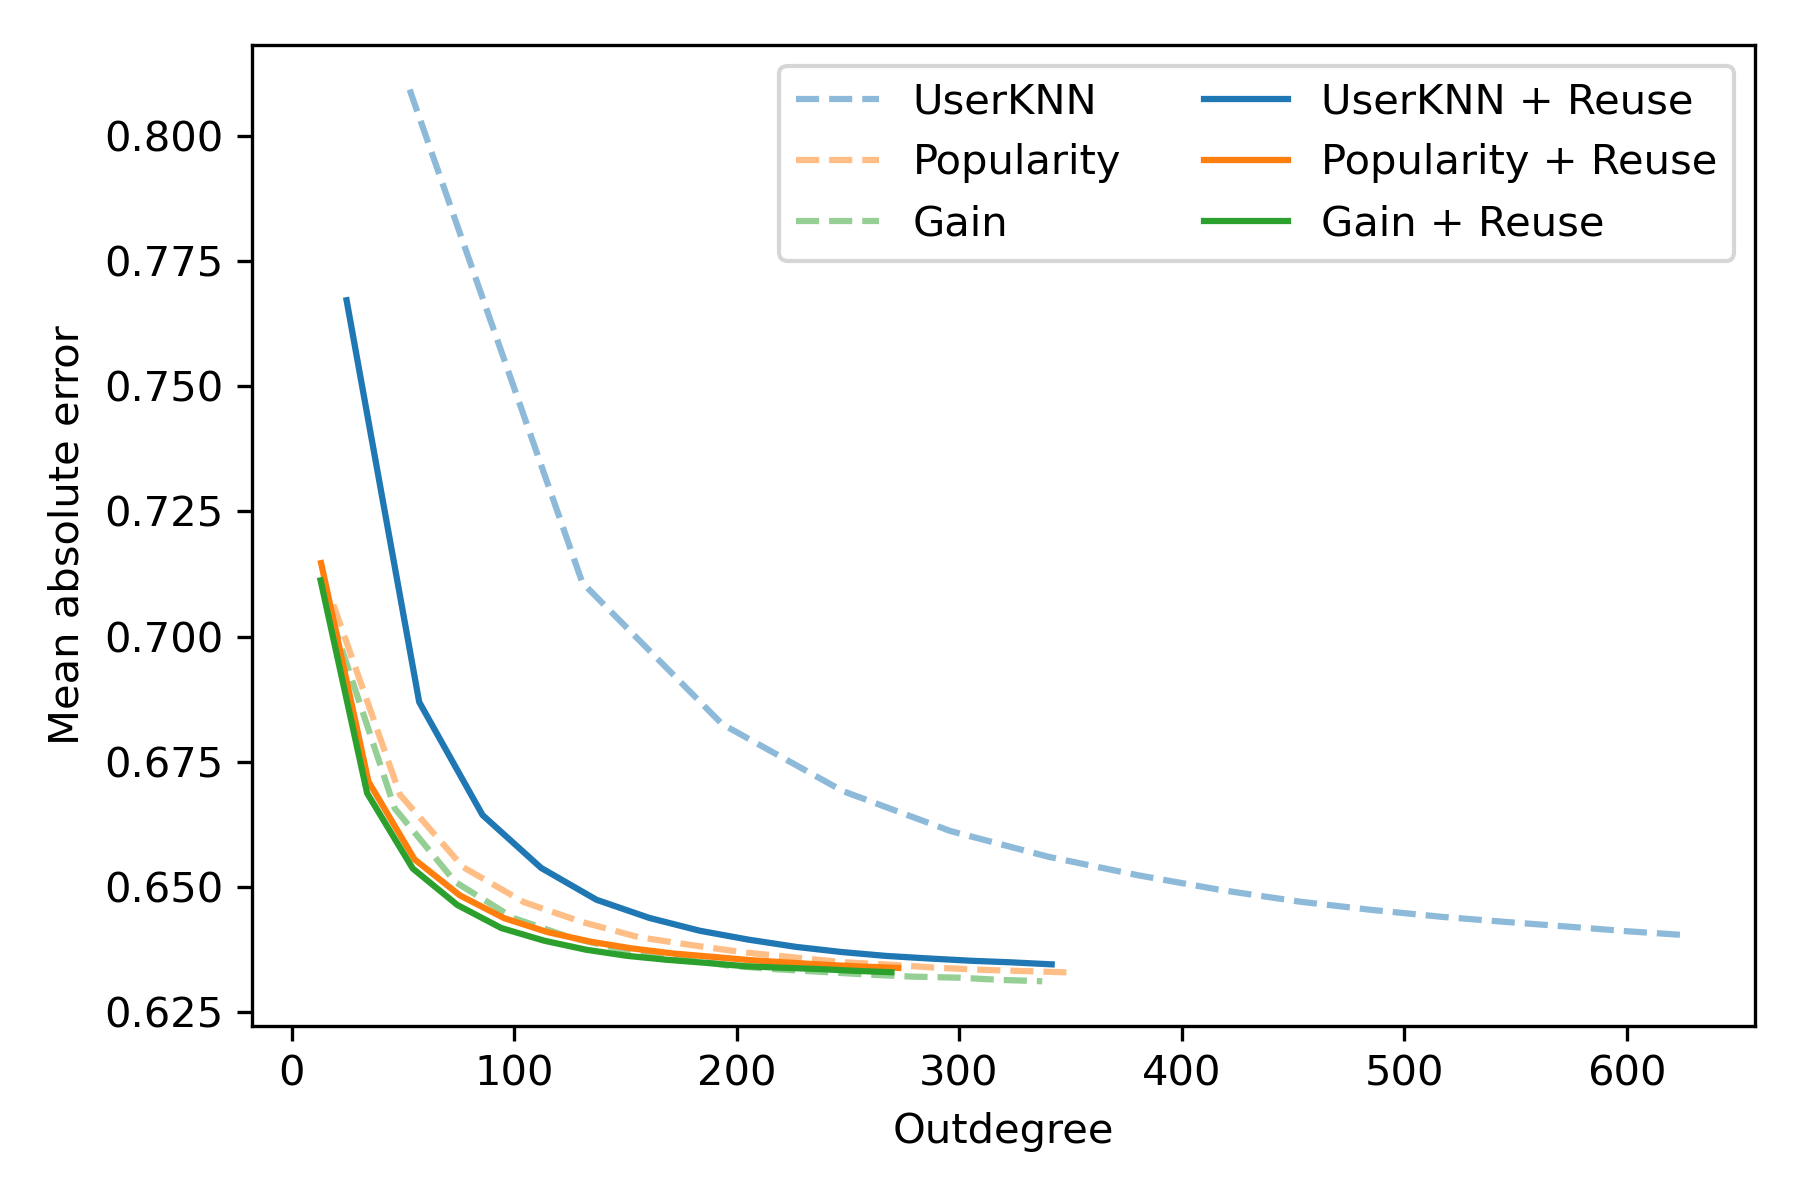 UserKNN
Popularity
Gain
UserKNN + Reuse
Popularity + Reuse
Gain + Reuse
Mean absolute error
0.800
0.775
0.750
0.725
0.700
0.675
0.650
0.625
0 100 200 300 400 500 600
Outdegree